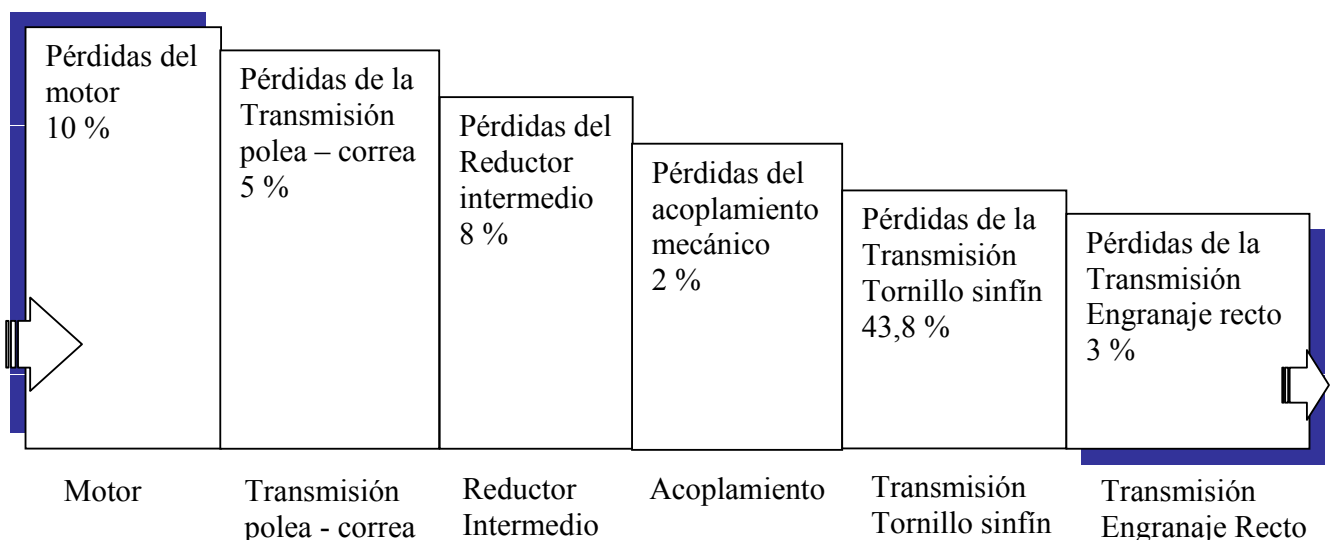 Pérdidas del
motor
10 %
Pérdidas de la
Transmisión
polea – correa
5 %
Pérdidas del
Reductor
intermedio
8 %
Pérdidas del
acoplamiento
mecánico
2 %
Pérdidas de la
Transmisión
Tornillo sinfín
43,8 %
Pérdidas de la
Transmisión
Engranaje recto
3 %
Motor
Transmisión
polea - correa
Reductor
Intermedio
Acoplamiento
Transmisión
Tornillo sinfín
Transmisión
Engranaje Recto